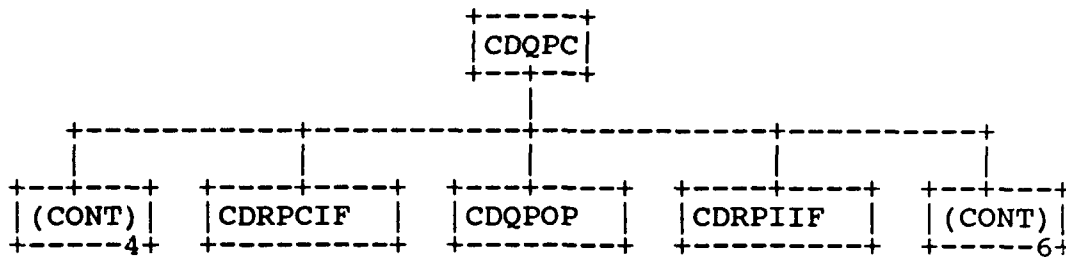 CDQPC
(CONT) CDRPCIF CDQPOP CDRPIIF (CONT)
4 6